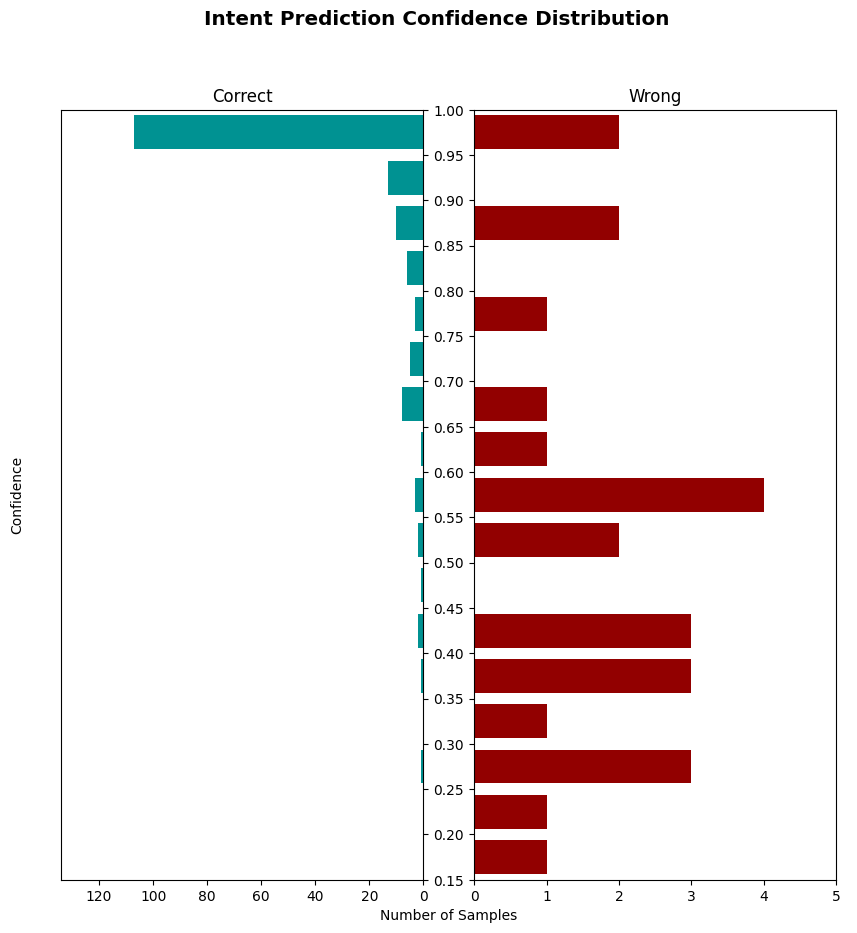 Intent Prediction Confidence Distribution
Correct
Wrong
1.00
0.95
0.90
0.85
0.80
0.75
0.70
0.65
0.60
0.55
0.50
0.45
0.40
0.35
0.30
0.25
0.20
0.15
Confidence
120 100 80 60 40 20 0
0 1 2 3 4 5
Number of Samples